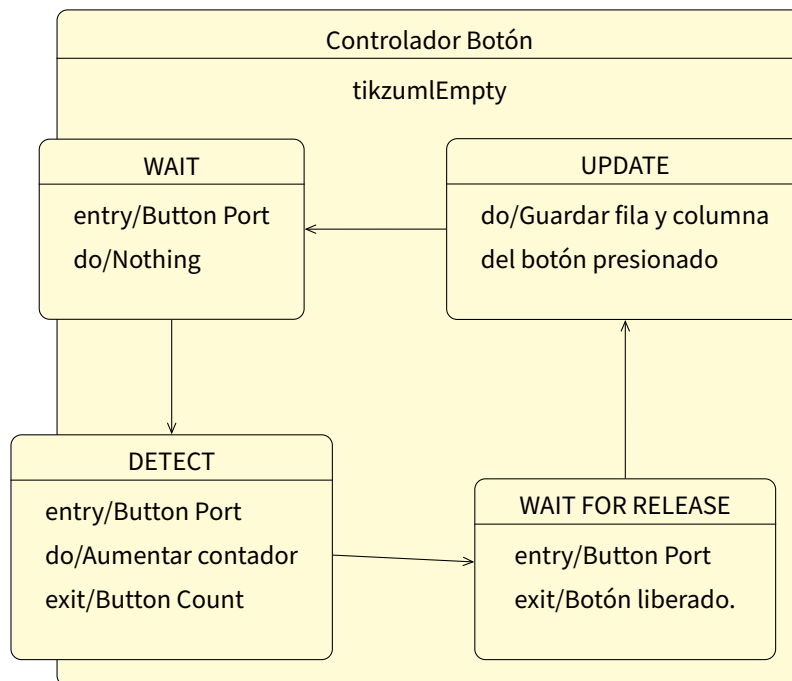 Controlador Botón
tikzumlEmpty
WAIT
entry/Button Port
do/Nothing
UPDATE
do/Guardar fila y columna
del botón presionado
DETECT
entry/Button Port
do/Aumentar contador
exit/Button Count
WAIT FOR RELEASE
entry/Button Port
exit/Botón liberado.